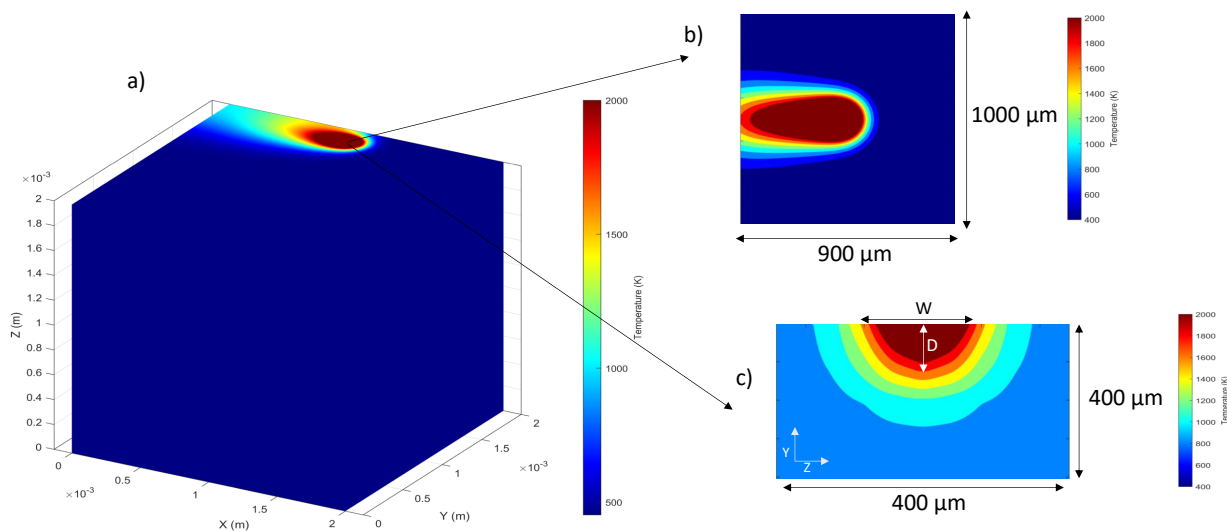 a)
×10⁻³
2
1.8
1.6
1.4
1.2
1
0.8
0.6
0.4
0.2
0
Z (m)
0
0.5
1
1.5
2
×10⁻³
X (m)
0
0.5
1
1.5
2
×10⁻³
Y (m)
2000
1500
1000
500
Temperature (K)
b)
1000 µm
900 µm
2000
1800
1600
1400
1200
1000
800
600
400
Temperature (K)
c)
W
D
Y
Z
400 µm
400 µm
2000
1800
1600
1400
1200
1000
800
600
400
Temperature (K)